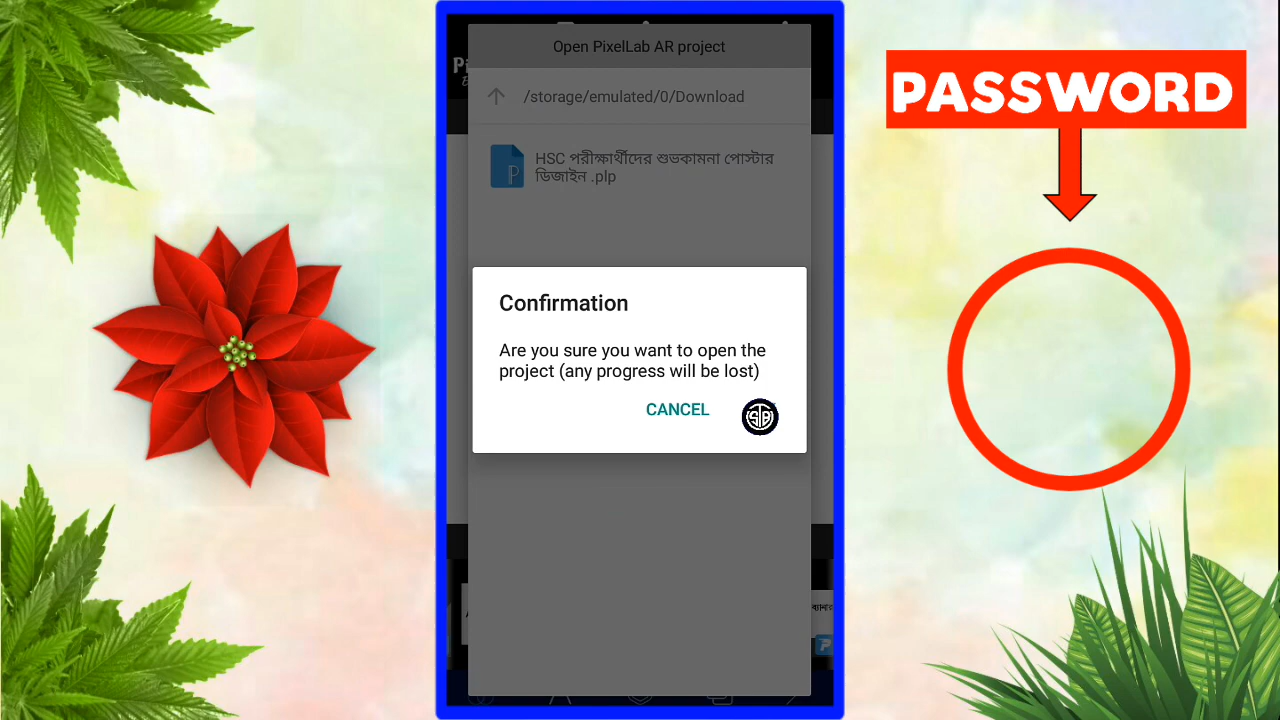 Open PixelLab AR project
/storage/emulated/0/Download
HSC পরীক্ষার্থীদের শুভকামনা পোস্টার
ডিজাইন .plp
Confirmation
Are you sure you want to open the
project (any progress will be lost)
CANCEL
PASSWORD